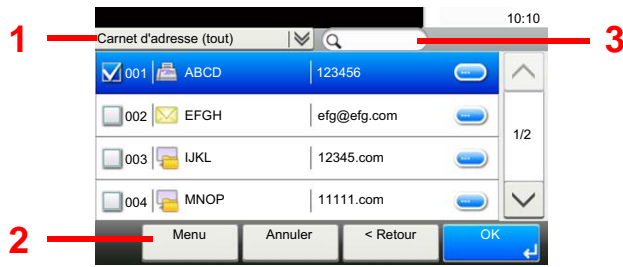 10:10
1 Carnet d'adresse (tout) 3
001 ABCD 123456
002 EFGH efg@efg.com
1/2
003 IJKL 12345.com
004 MNOP 11111.com
2 Menu Annuler < Retour OK